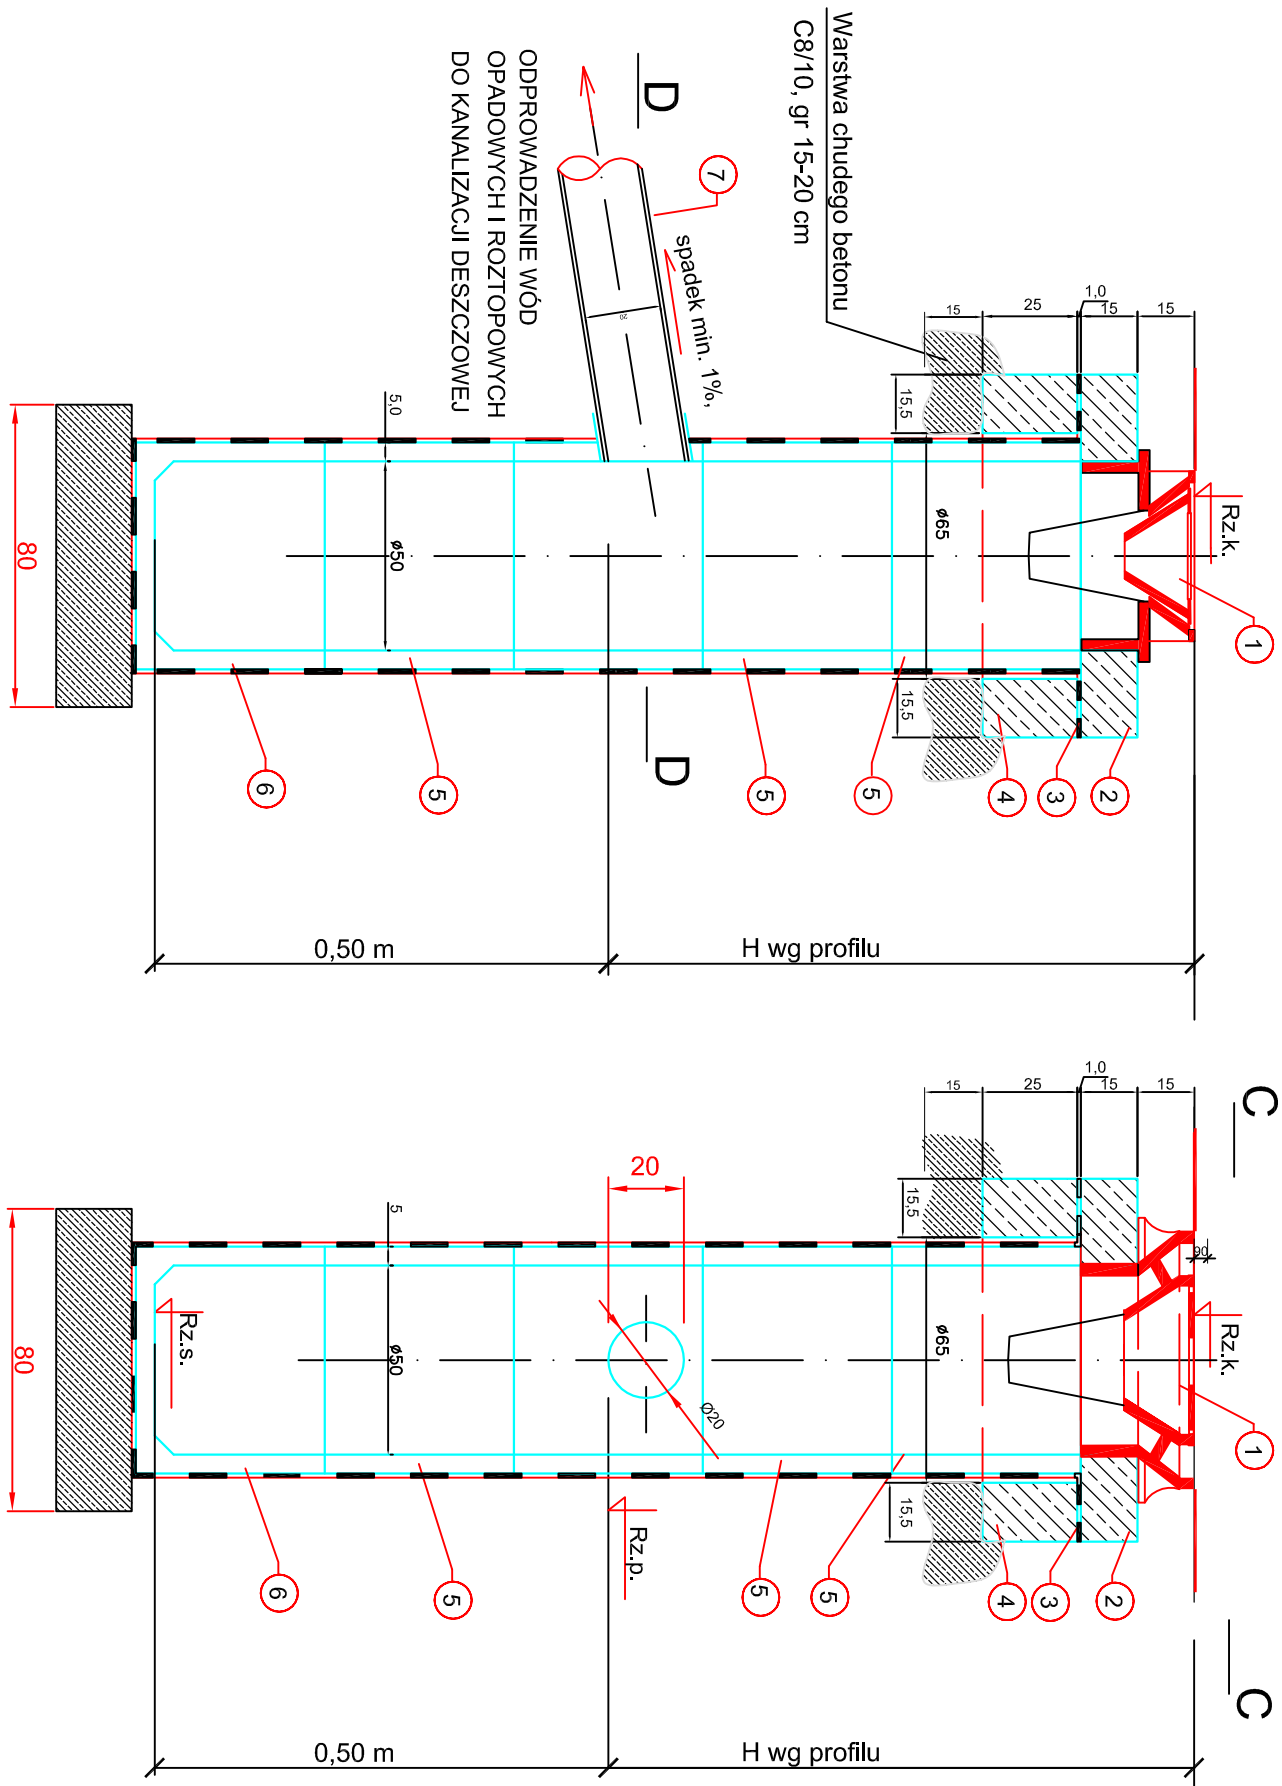 Warstwa chudego betonu
C8/10, gr 15-20 cm
D
7
spadek min. 1%,
20
ODPROWADZENIE WÓD
OPADOWYCH I ROZTOPOWYCH
DO KANALIZACJI DESZCZOWEJ
15
25
1,0
15
15
15,5
5,0
ø65
ø50
Rz.k.
1
15,5
D
80
6
5
5
5
4
3
2
0,50 m
H wg profilu
C
15
25
1,0
15
15
20
15,5
5
90
ø65
ø50
Rz.s.
Rz.k.
Ø20
80
1
15,5
Rz.p.
6
5
5
5
4
3
2
C
0,50 m
H wg profilu